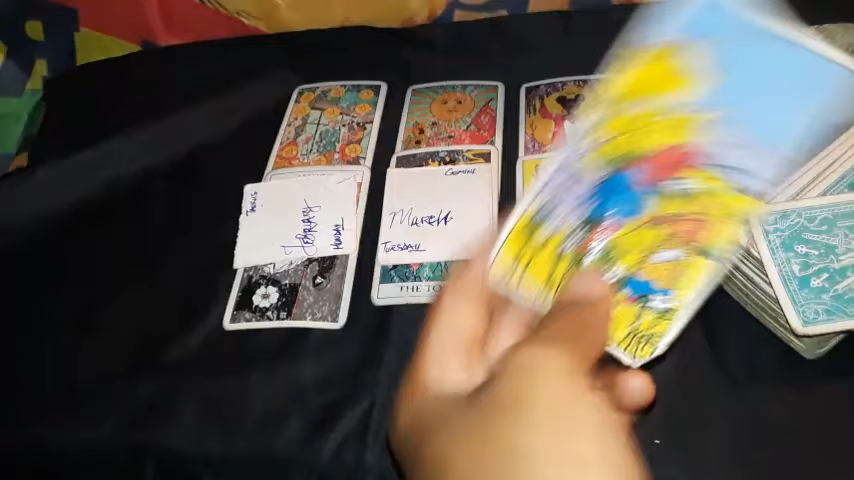 TAURUS
FEBRUARY
MONDAY
GEMINI
MARCH
TUESDAY
THE TO